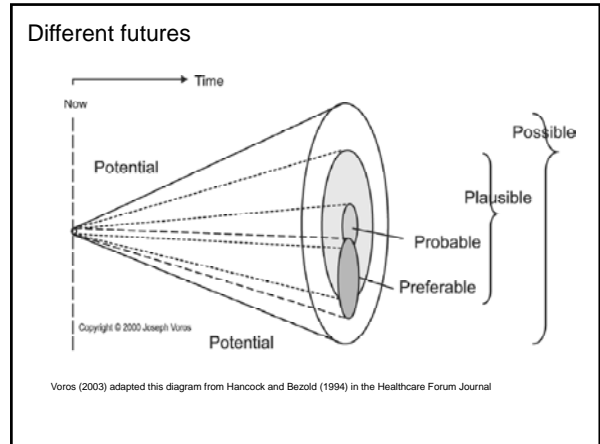 Different futures
Time
Now
Possible
Potential
Plausible
Probable
Preferable
Copyright © 2000 Joseph Voros
Potential
Voros (2003) adapted this diagram from Hancock and Bezold (1994) in the Healthcare Forum Journal